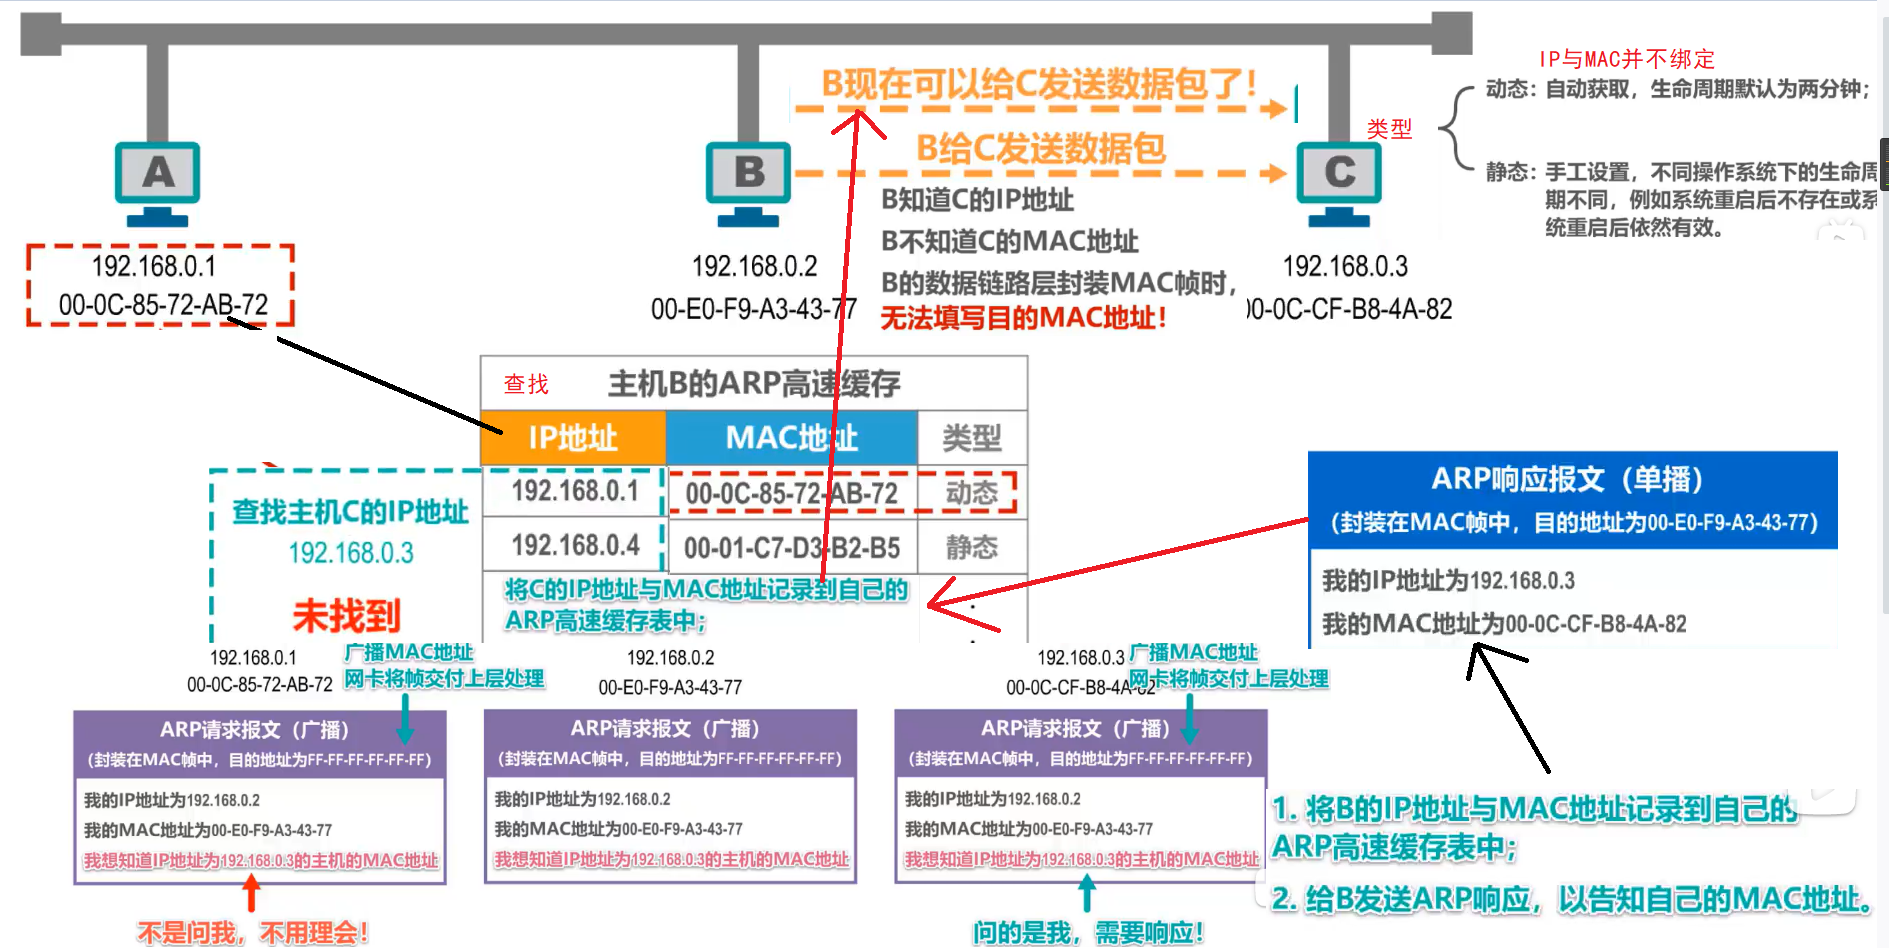 IP与MAC并不绑定
动态：自动获取，生命周期默认为两分钟；
类型
静态：手工设置，不同操作系统下的生命周
期不同，例如系统重启后不存在或系
统重启后依然有效。
B现在可以给C发送数据包了！
B给C发送数据包
A
B
C
B知道C的IP地址
B不知道C的MAC地址
B的数据链路层封装MAC帧时，
无法填写目的MAC地址！
192.168.0.1
00-0C-85-72-AB-72
192.168.0.2
00-E0-F9-A3-43-77
192.168.0.3
00-0C-CF-B8-4A-82
查找
主机B的ARP高速缓存
IP地址 MAC地址 类型
192.168.0.1 00-0C-85-72-AB-72 动态
192.168.0.4 00-01-C7-D3-B2-B5 静态
查找主机C的IP地址
192.168.0.3
未找到
将C的IP地址与MAC地址记录到自己的
ARP高速缓存表中；
ARP响应报文（单播）
（封装在MAC帧中，目的地址为00-E0-F9-A3-43-77）
我的IP地址为192.168.0.3
我的MAC地址为00-0C-CF-B8-4A-82
192.168.0.1
00-0C-85-72-AB-72
广播MAC地址
网卡将帧交付上层处理
192.168.0.2
00-E0-F9-A3-43-77
192.168.0.3
00-0C-CF-B8-4A-82
广播MAC地址
网卡将帧交付上层处理
ARP请求报文（广播）
（封装在MAC帧中，目的地址为FF-FF-FF-FF-FF-FF）
我的IP地址为192.168.0.2
我的MAC地址为00-E0-F9-A3-43-77
我想知道IP地址为192.168.0.3的主机的MAC地址
不是问我，不用理会！
ARP请求报文（广播）
（封装在MAC帧中，目的地址为FF-FF-FF-FF-FF-FF）
我的IP地址为192.168.0.2
我的MAC地址为00-E0-F9-A3-43-77
我想知道IP地址为192.168.0.3的主机的MAC地址
ARP请求报文（广播）
（封装在MAC帧中，目的地址为FF-FF-FF-FF-FF-FF）
我的IP地址为192.168.0.2
我的MAC地址为00-E0-F9-A3-43-77
我想知道IP地址为192.168.0.3的主机的MAC地址
问的是我，需要响应！
1. 将B的IP地址与MAC地址记录到自己的
ARP高速缓存表中；
2. 给B发送ARP响应，以告知自己的MAC地址。